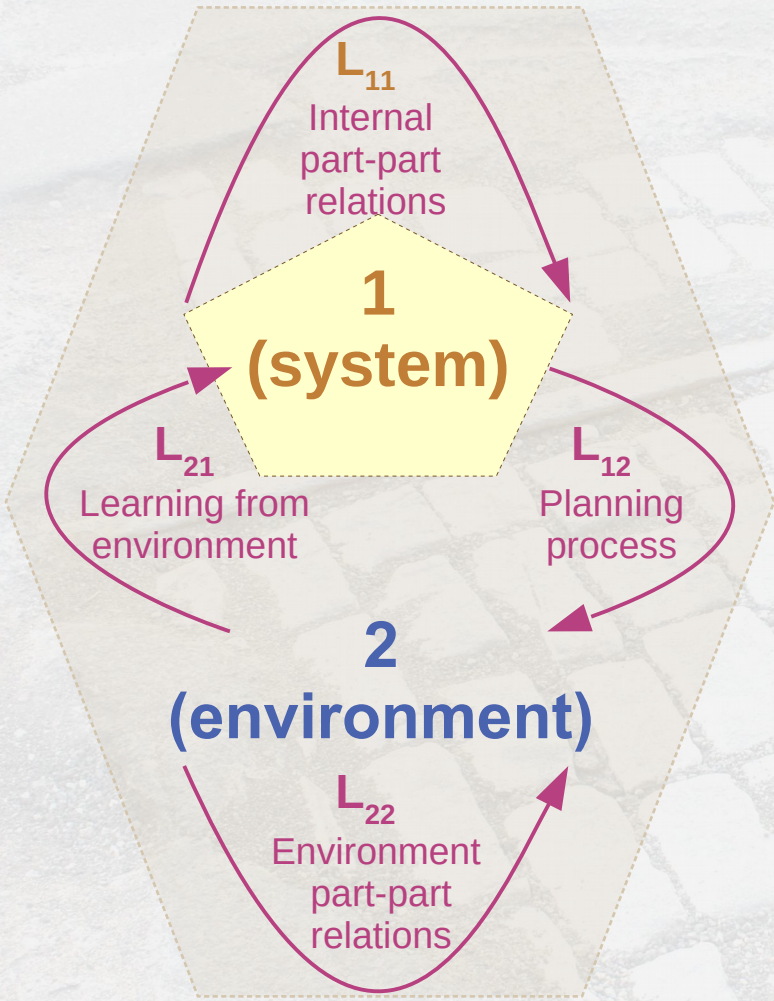 L11
Internal
part-part
relations
1
(system)
L21
Learning from
environment
L12
Planning
process
2
(environment)
L22
Environment
part-part
relations